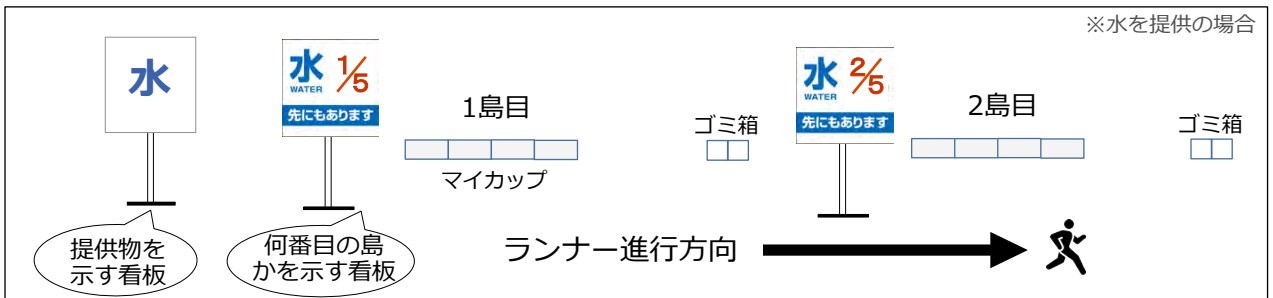 ※水を提供の場合
水
水 1/5
WATER
先にもあります
1島目
マイカップ
ゴミ箱
水 2/5
WATER
先にもあります
2島目
ゴミ箱
提供物を
示す看板
何番目の島
かを示す看板
ランナー進行方向